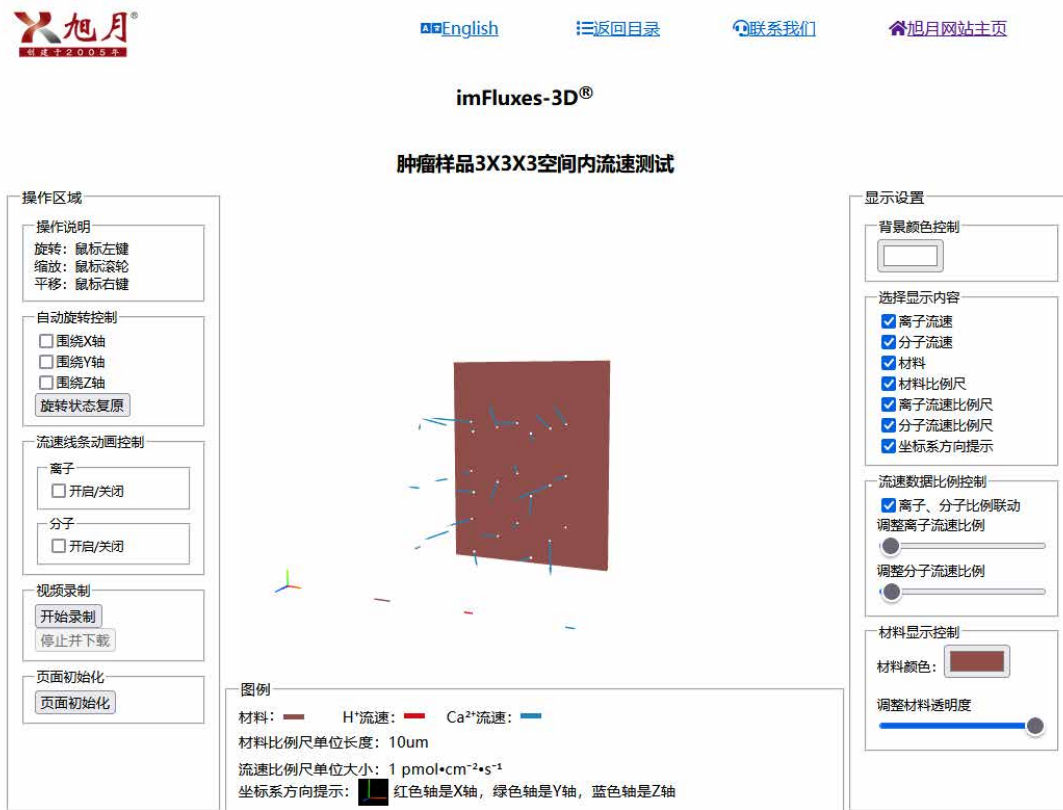 旭月®
创建于2005年
English
返回目录
联系我们
旭月网站主页
imFluxes-3D®
肿瘤样品3X3X3空间内流速测试
操作区域
操作说明
旋转：鼠标左键
缩放：鼠标滚轮
平移：鼠标右键
自动旋转控制
围绕X轴
围绕Y轴
围绕Z轴
旋转状态复原
流速线条动画控制
离子
开启/关闭
分子
开启/关闭
视频录制
开始录制
停止并下载
页面初始化
页面初始化
图例
材料： H⁺流速： Ca²⁺流速：
材料比例尺单位长度：10um
流速比例尺单位大小：1 pmol•cm⁻²•s⁻¹
坐标系方向提示： 红色轴是X轴，绿色轴是Y轴，蓝色轴是Z轴
显示设置
背景颜色控制
选择显示内容
离子流速
分子流速
材料
材料比例尺
离子流速比例尺
分子流速比例尺
坐标系方向提示
流速数据比例控制
离子、分子比例联动
调整离子流速比例
调整分子流速比例
材料显示控制
材料颜色：
调整材料透明度